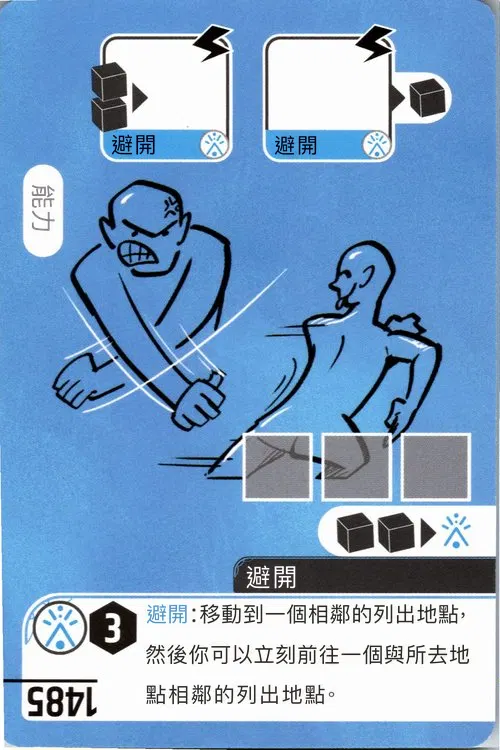 避開
避開
能力
避開
3
避開:移動到一個相鄰的列出地點,
然後你可以立刻前往一個與所去地
點相鄰的列出地點。
1485